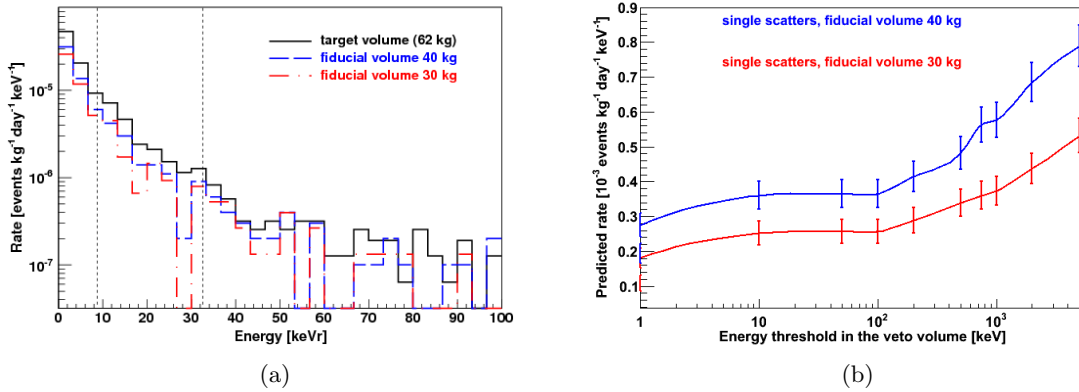 target volume (62 kg)
fiducial volume 40 kg
fiducial volume 30 kg
Rate [events kg⁻¹ day⁻¹ keV⁻¹]
10⁻⁵
10⁻⁶
10⁻⁷
0 10 20 30 40 50 60 70 80 90 100
Energy [keVr]
(a)
single scatters, fiducial volume 40 kg
single scatters, fiducial volume 30 kg
Predicted rate [10⁻³ events kg⁻¹ day⁻¹ keV⁻¹]
0.9
0.8
0.7
0.6
0.5
0.4
0.3
0.2
0.1
1 10 10² 10³
Energy threshold in the veto volume [keV]
(b)